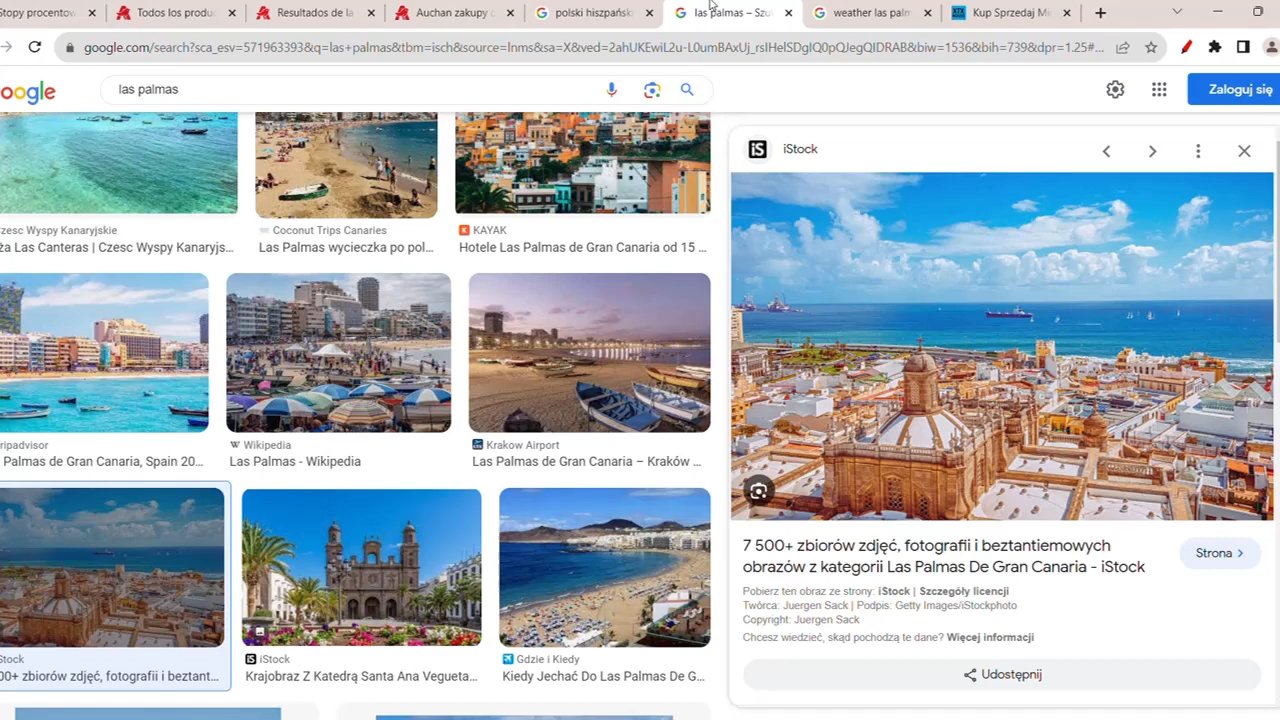 Stopy procentow
Todos los produ
Resultados de la
Auchan zakupy o
polski hiszpańsk
las palmas – Szu
weather las palm
Kup Sprzedaj Mi
google.com/search?sca_esv=571963393&q=las+palmas&tbm=isch&source=lnms&sa=X&ved=2ahUKEwiL2u-L0umBAxUj_rsIHelSDgIQ0pQJegQIDRAB&biw=1536&bih=739&dpr=1.25#...
oogle
las palmas
Zaloguj się
iS iStock
Czesc Wyspy Kanaryjskie
ża Las Canteras | Czesc Wyspy Kanaryjs...
Coconut Trips Canaries
Las Palmas wycieczka po pol...
KAYAK
Hotele Las Palmas de Gran Canaria od 15 ...
ripadvisor
Palmas de Gran Canaria, Spain 20...
W Wikipedia
Las Palmas - Wikipedia
Krakow Airport
Las Palmas de Gran Canaria – Kraków ...
Stock
00+ zbiorów zdjęć, fotografii i beztant...
iS iStock
Krajobraz Z Katedrą Santa Ana Vegueta...
Gdzie i Kiedy
Kiedy Jechać Do Las Palmas De G...
7 500+ zbiorów zdjęć, fotografii i beztantiemowych
obrazów z kategorii Las Palmas De Gran Canaria - iStock
Strona
Pobierz ten obraz ze strony: iStock | Szczegóły licencji
Twórca: Juergen Sack | Podpis: Getty Images/iStockphoto
Copyright: Juergen Sack
Chcesz wiedzieć, skąd pochodzą te dane? Więcej informacji
Udostępnij